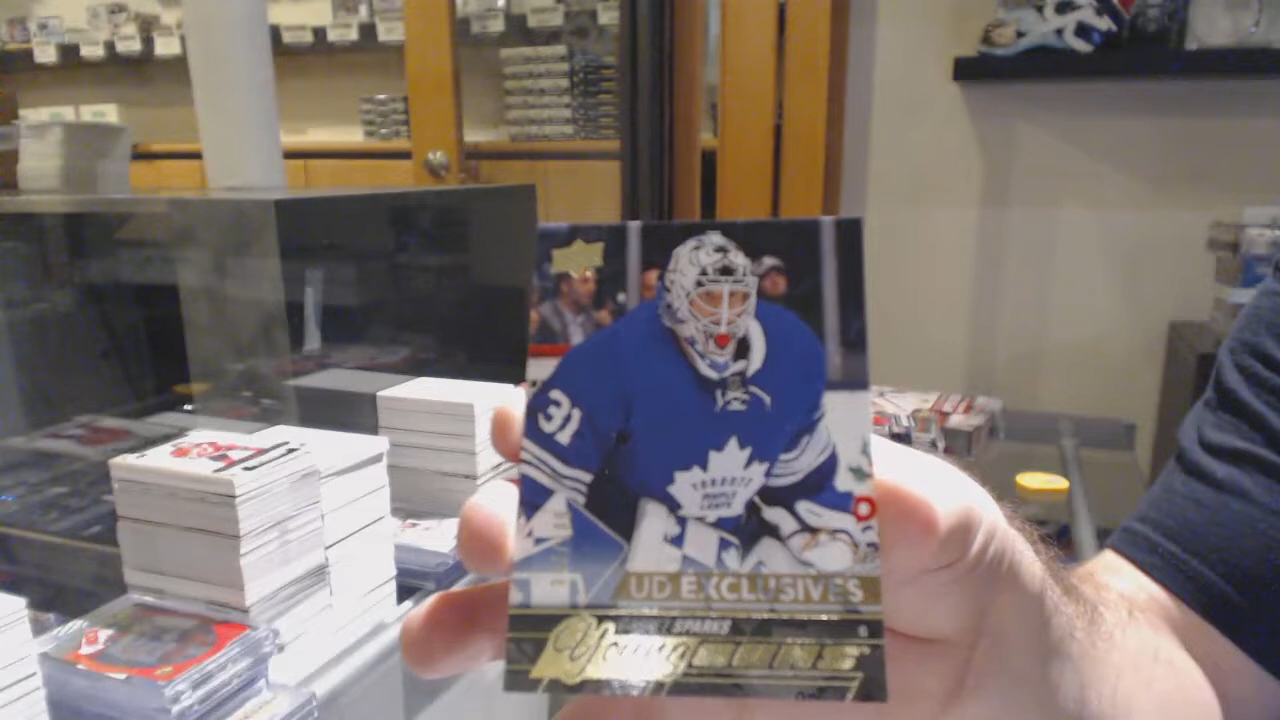 31
TORONTO
MAPLE
LEAFS
UD EXCLUSIVES
SPARKS
Young GUNS